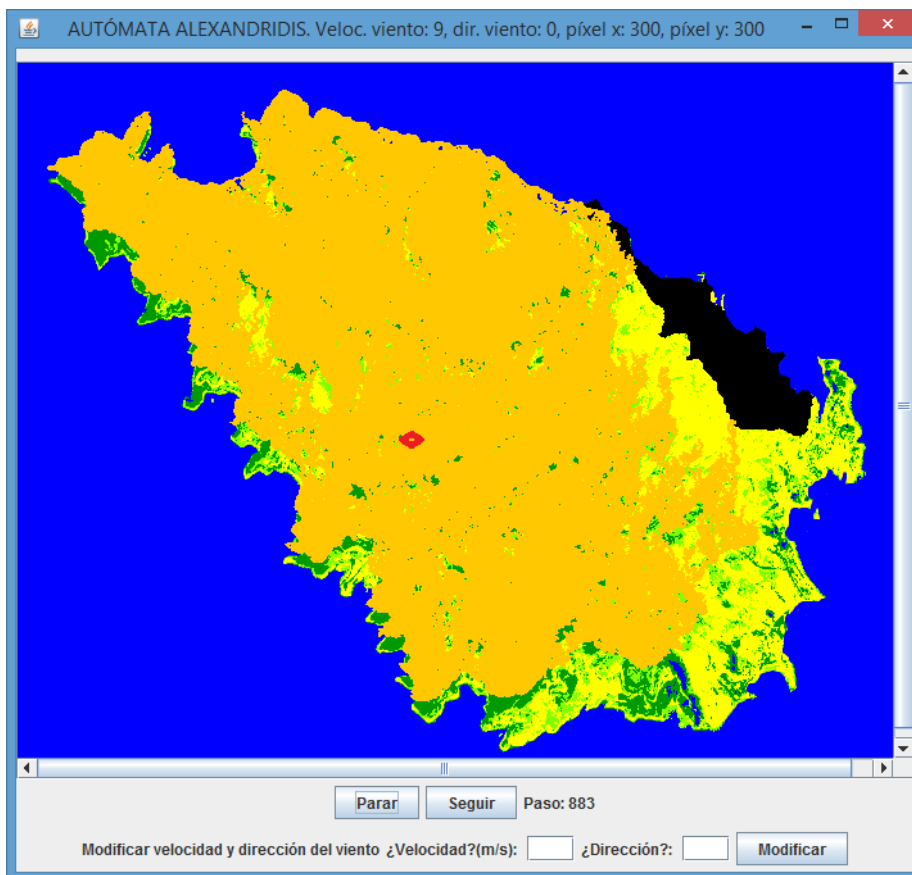 AUTÓMATA ALEXANDRIDIS. Veloc. viento: 9, dir. viento: 0, píxel x: 300, píxel y: 300
Parar Seguir Paso: 883
Modificar velocidad y dirección del viento ¿Velocidad?(m/s): ¿Dirección?: Modificar